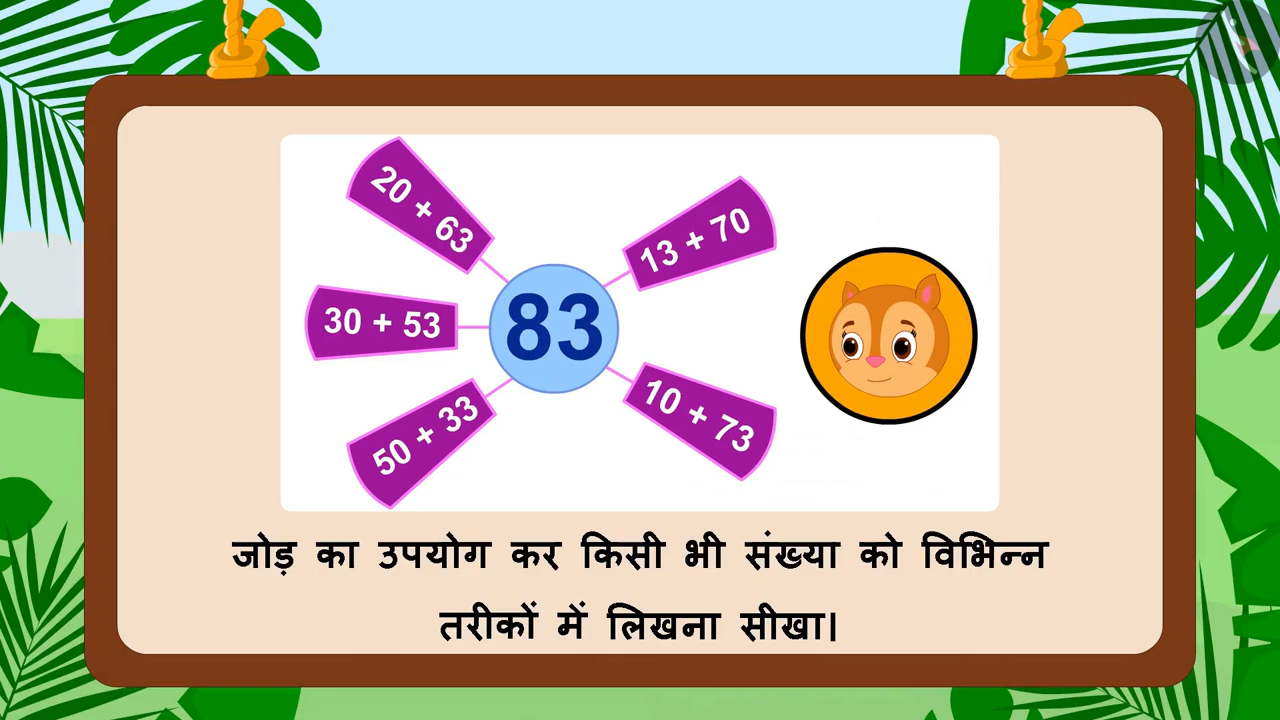 20 + 63
13 + 70
30 + 53
83
50 + 33
10 + 73
जोड़ का उपयोग कर किसी भी संख्या को विभिन्न
तरीकों में लिखना सीखा।